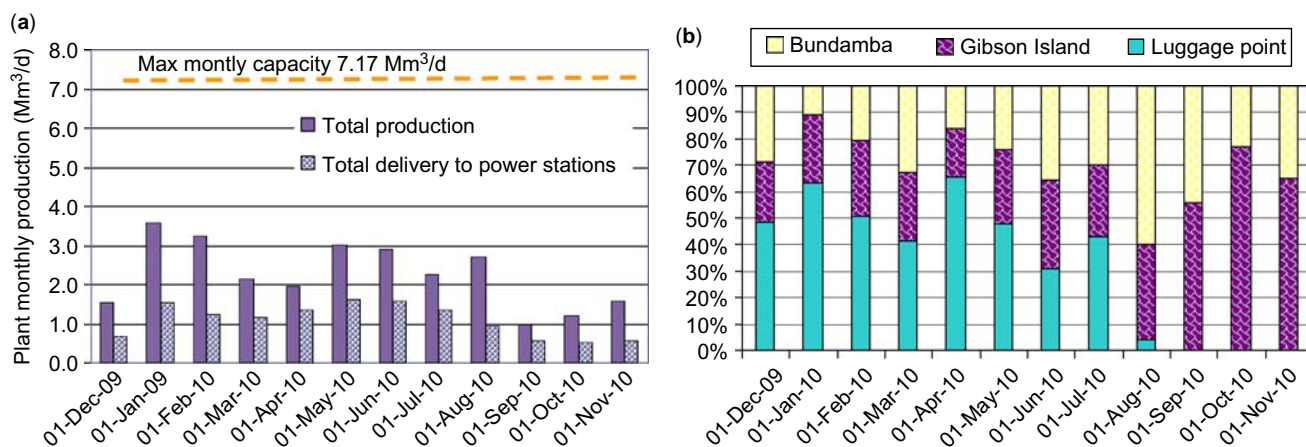 (a)
Plant monthly production (Mm³/d)
8.0
7.0
6.0
5.0
4.0
3.0
2.0
1.0
0.0
Max montly capacity 7.17 Mm³/d
Total production
Total delivery to power stations
01-Dec-09
01-Jan-09
01-Feb-10
01-Mar-10
01-Apr-10
01-May-10
01-Jun-10
01-Jul-10
01-Aug-10
01-Sep-10
01-Oct-10
01-Nov-10
(b)
Bundamba Gibson Island Luggage point
100%
90%
80%
70%
60%
50%
40%
30%
20%
10%
0%
01-Dec-09
01-Jan-10
01-Feb-10
01-Mar-10
01-Apr-10
01-May-10
01-Jun-10
01-Jul-10
01-Aug-10
01-Sep-10
01-Oct-10
01-Nov-10